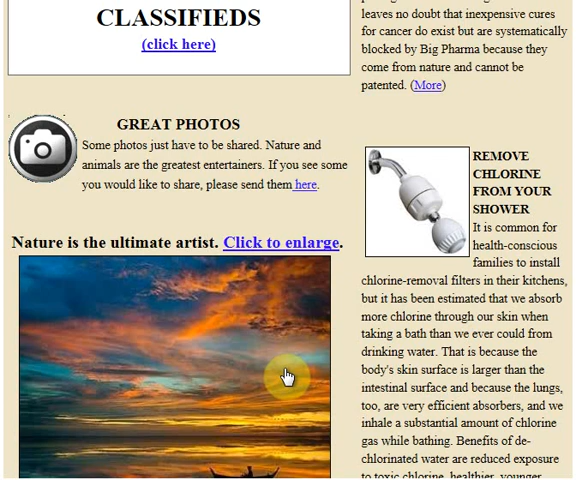 CLASSIFIEDS
(click here)
GREAT PHOTOS
Some photos just have to be shared. Nature and
animals are the greatest entertainers. If you see some
you would like to share, please send them here.
Nature is the ultimate artist. Click to enlarge.
leaves no doubt that inexpensive cures
for cancer do exist but are systematically
blocked by Big Pharma because they
come from nature and cannot be
patented. (More)
REMOVE
CHLORINE
FROM YOUR
SHOWER
It is common for
health-conscious
families to install
chlorine-removal filters in their kitchens,
but it has been estimated that we absorb
more chlorine through our skin when
taking a bath than we ever could from
drinking water. That is because the
body's skin surface is larger than the
intestinal surface and because the lungs,
too, are very efficient absorbers, and we
inhale a substantial amount of chlorine
gas while bathing. Benefits of de-
chlorinated water are reduced exposure
to toxic chlorine, healthier, younger